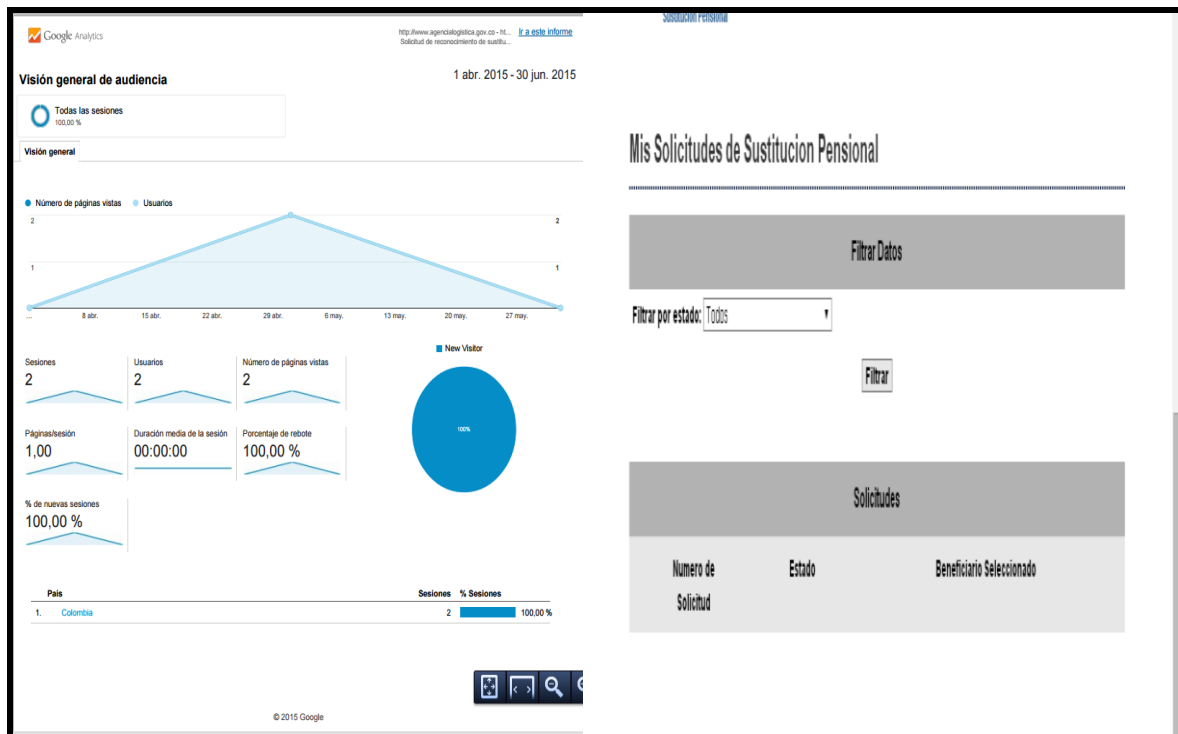 Google Analytics
http://www.agencialogistica.gov.co - ht...
Ir a este informe
Solicitud de reconocimiento de sustitu...
Visión general de audiencia
1 abr. 2015 - 30 jun. 2015
Todas las sesiones
100,00 %
Visión general
Número de páginas vistas Usuarios
2 2
1 1
... 8 abr. 15 abr. 22 abr. 29 abr. 6 may. 13 may. 20 may. 27 may.
New Visitor
100%
Sesiones
2
Usuarios
2
Número de páginas vistas
2
Páginas/sesión
1,00
Duración media de la sesión
00:00:00
Porcentaje de rebote
100,00 %
% de nuevas sesiones
100,00 %
País Sesiones % Sesiones
1. Colombia 2 100,00 %
© 2015 Google
Sustitución Pensional
Mis Solicitudes de Sustitucion Pensional
Filtrar Datos
Filtrar por estado: Todos
Filtrar
Solicitudes
Numero de
Solicitud
Estado
Beneficiario Seleccionado